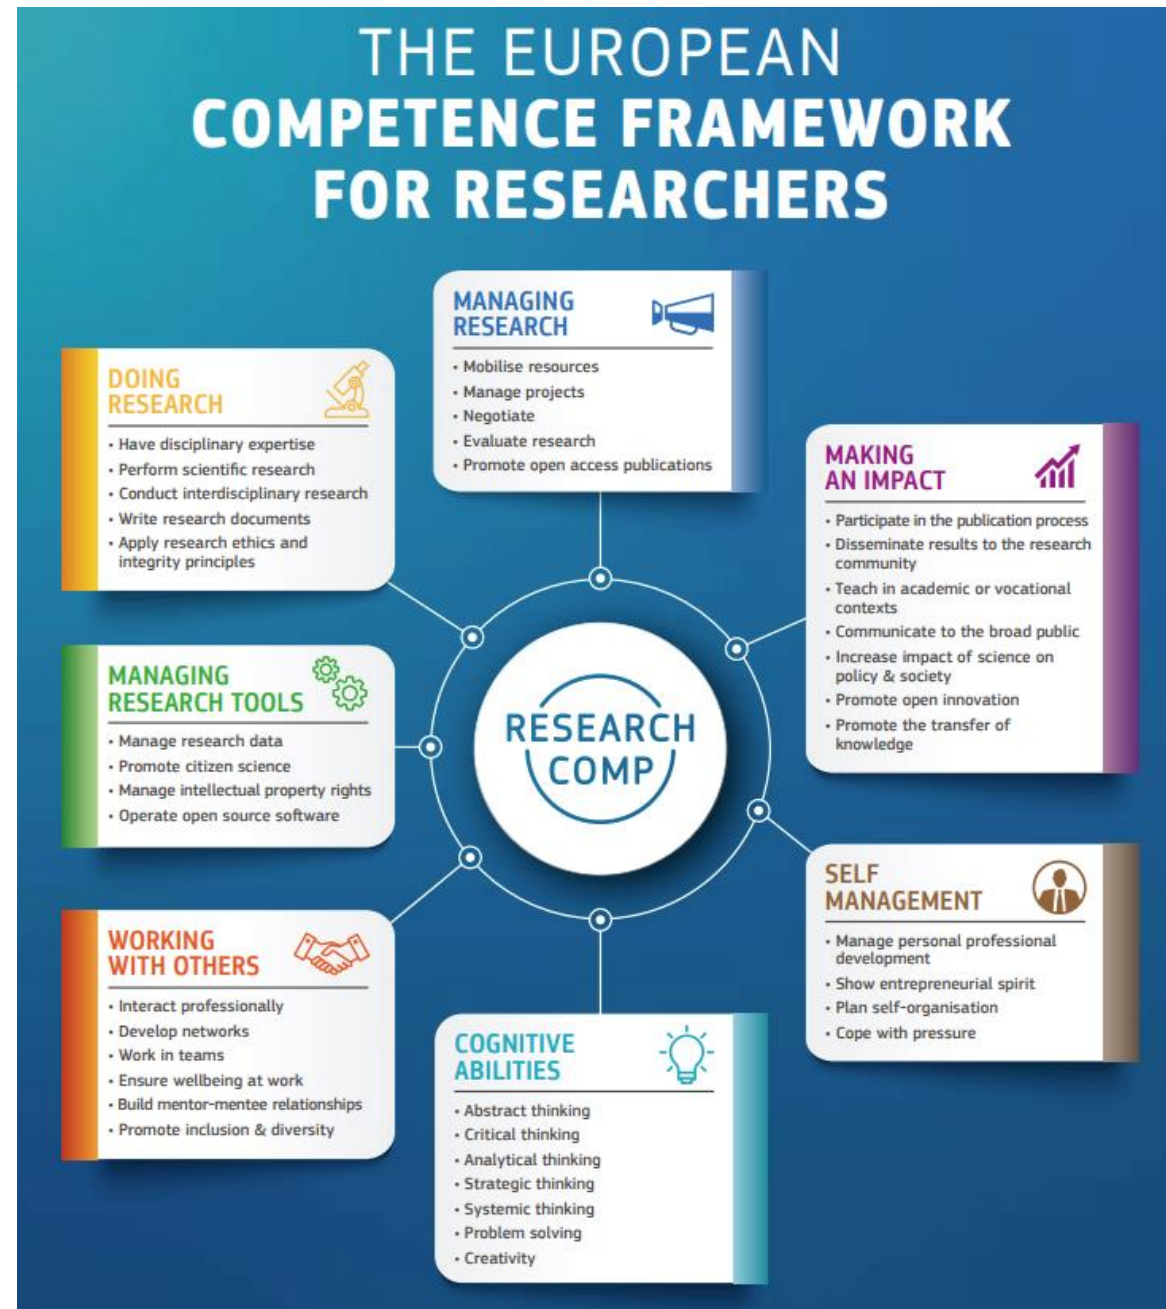 THE EUROPEAN
COMPETENCE FRAMEWORK
FOR RESEARCHERS
MANAGING
RESEARCH
• Mobilise resources
• Manage projects
• Negotiate
• Evaluate research
• Promote open access publications
DOING
RESEARCH
• Have disciplinary expertise
• Perform scientific research
• Conduct interdisciplinary research
• Write research documents
• Apply research ethics and
integrity principles
MAKING
AN IMPACT
• Participate in the publication process
• Disseminate results to the research
community
• Teach in academic or vocational
contexts
• Communicate to the broad public
• Increase impact of science on
policy & society
• Promote open innovation
• Promote the transfer of
knowledge
MANAGING
RESEARCH TOOLS
• Manage research data
• Promote citizen science
• Manage intellectual property rights
• Operate open source software
RESEARCH
COMP
SELF
MANAGEMENT
• Manage personal professional
development
• Show entrepreneurial spirit
• Plan self-organisation
• Cope with pressure
WORKING
WITH OTHERS
• Interact professionally
• Develop networks
• Work in teams
• Ensure wellbeing at work
• Build mentor-mentee relationships
• Promote inclusion & diversity
COGNITIVE
ABILITIES
• Abstract thinking
• Critical thinking
• Analytical thinking
• Strategic thinking
• Systemic thinking
• Problem solving
• Creativity